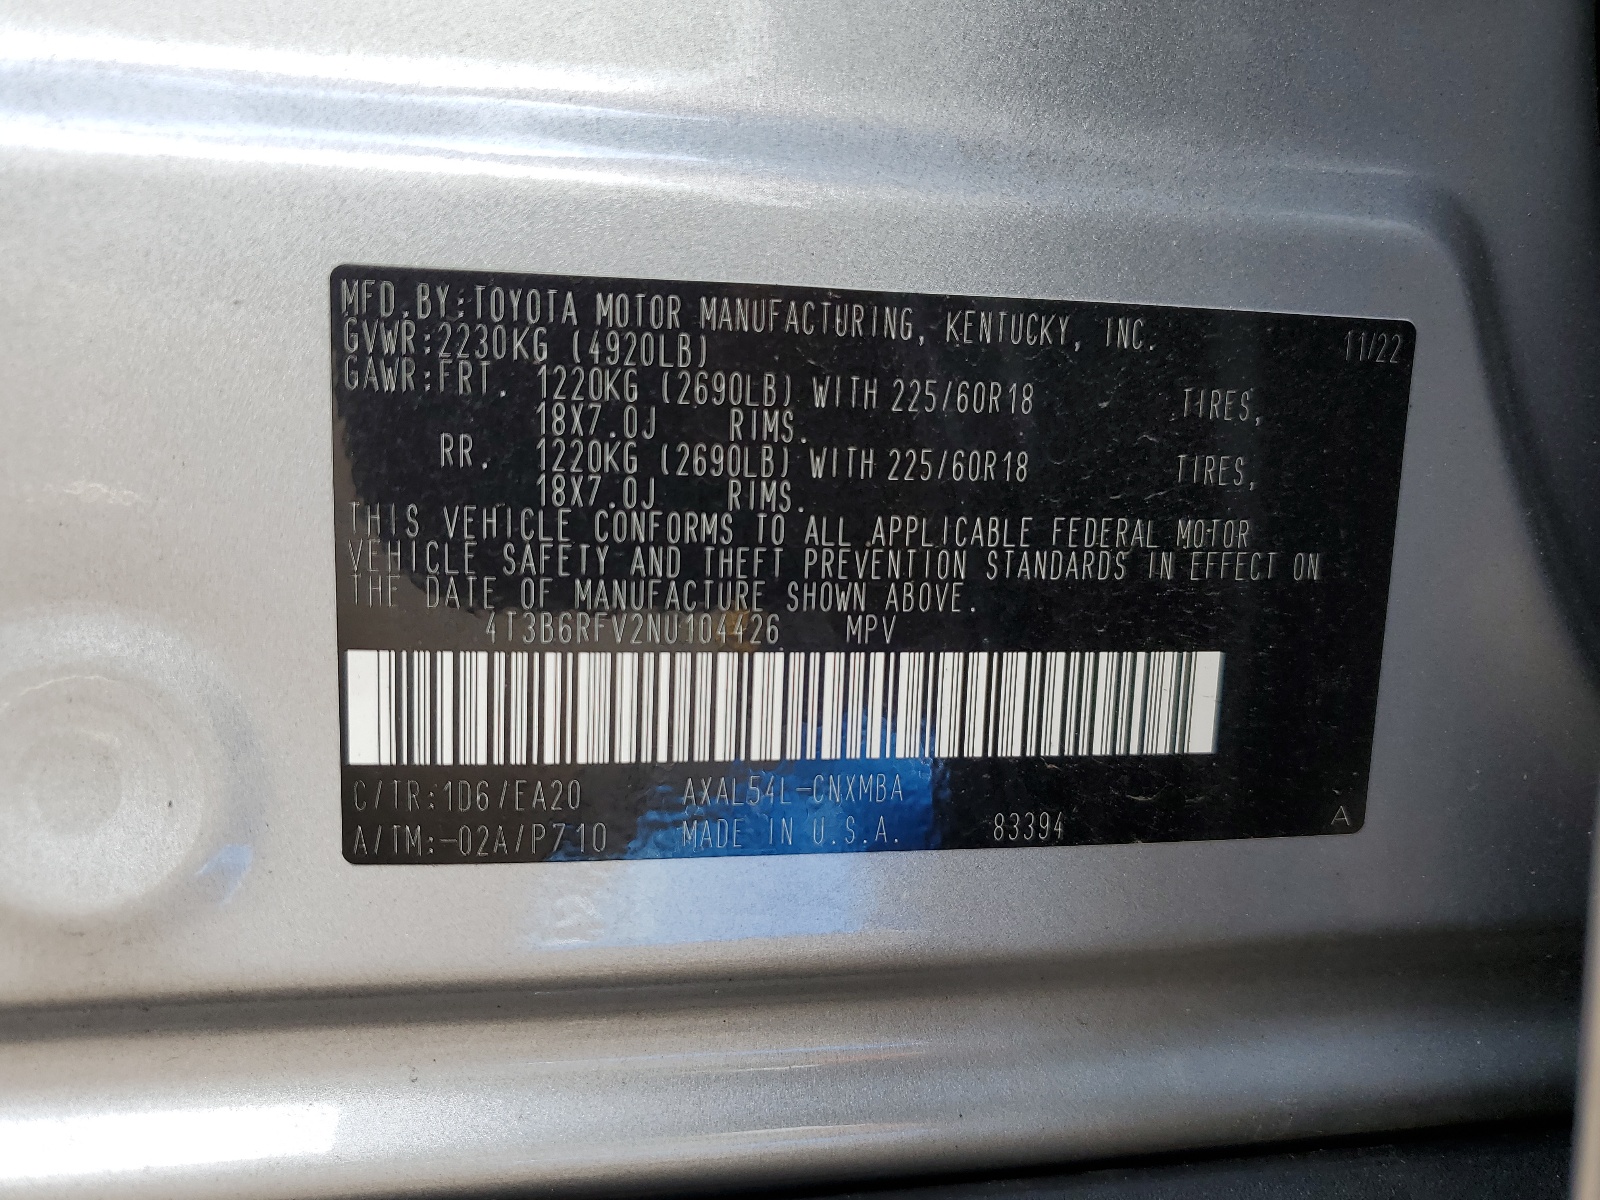 MFD.BY:TOYOTA MOTOR MANUFACTURING, KENTUCKY, INC. 11/22
GVWR:2230KG (4920LB)
GAWR:FRT. 1220KG (2690LB) WITH 225/60R18 TIRES,
18X7.0J RIMS.
RR. 1220KG (2690LB) WITH 225/60R18 TIRES,
18X7.0J RIMS.
THIS VEHICLE CONFORMS TO ALL APPLICABLE FEDERAL MOTOR
VEHICLE SAFETY AND THEFT PREVENTION STANDARDS IN EFFECT ON
THE DATE OF MANUFACTURE SHOWN ABOVE.
4T3B6RFV2NU104426 MPV
C/TR:1D6/EA20 AXAL54L-CNXMBA
A/TM:-02A/P710 MADE IN U.S.A. 83394 A